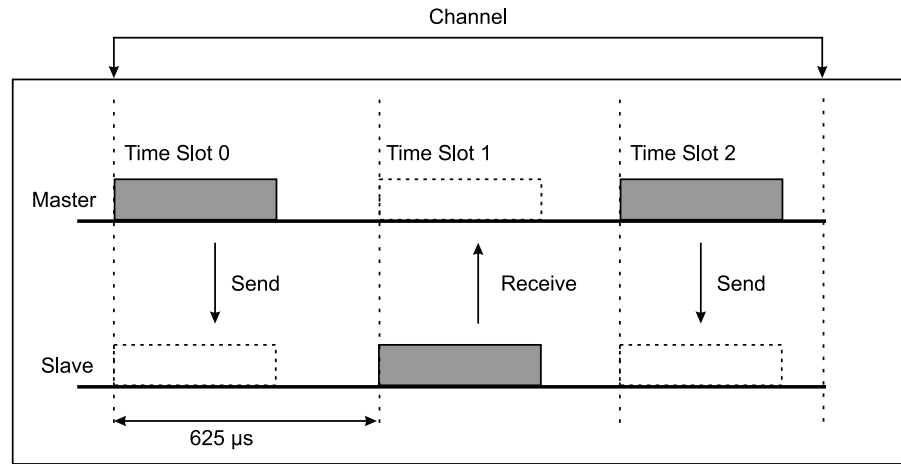 Channel
Time Slot 0 Time Slot 1 Time Slot 2
Master
Send Receive Send
Slave
625 µs